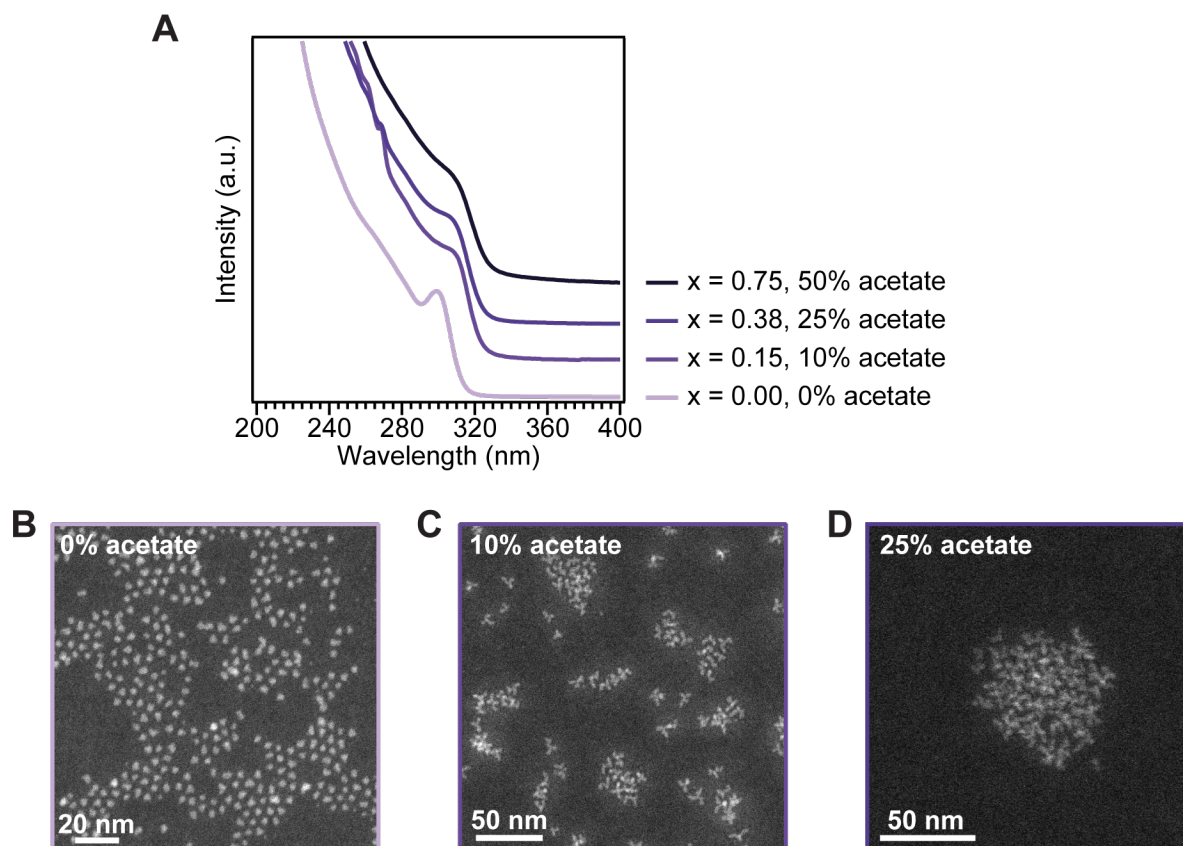 A
Intensity (a.u.)
200 240 280 320 360 400
Wavelength (nm)
x = 0.75, 50% acetate
x = 0.38, 25% acetate
x = 0.15, 10% acetate
x = 0.00, 0% acetate
B
0% acetate
20 nm
C
10% acetate
50 nm
D
25% acetate
50 nm